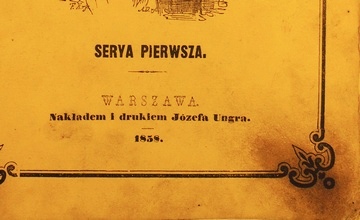 SERYA PIERWSZA.
WARSZAWA.
Nakładem i drukiem Józefa Ungra.
1858.